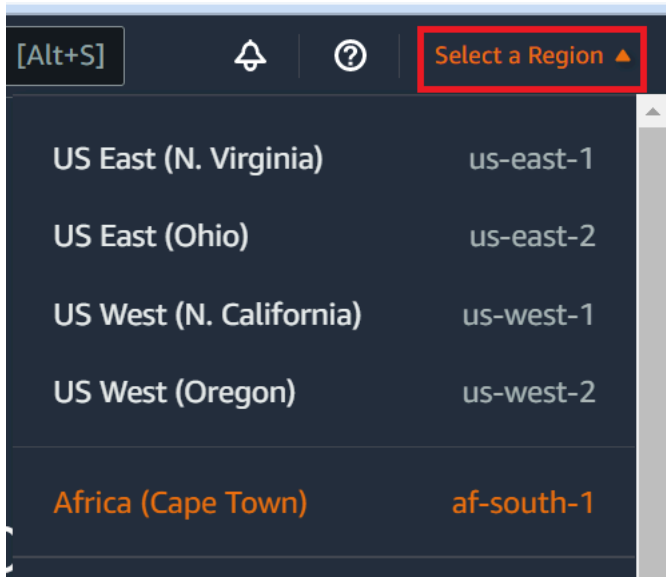 [Alt+S] Select a Region
US East (N. Virginia) us-east-1
US East (Ohio) us-east-2
US West (N. California) us-west-1
US West (Oregon) us-west-2
Africa (Cape Town) af-south-1